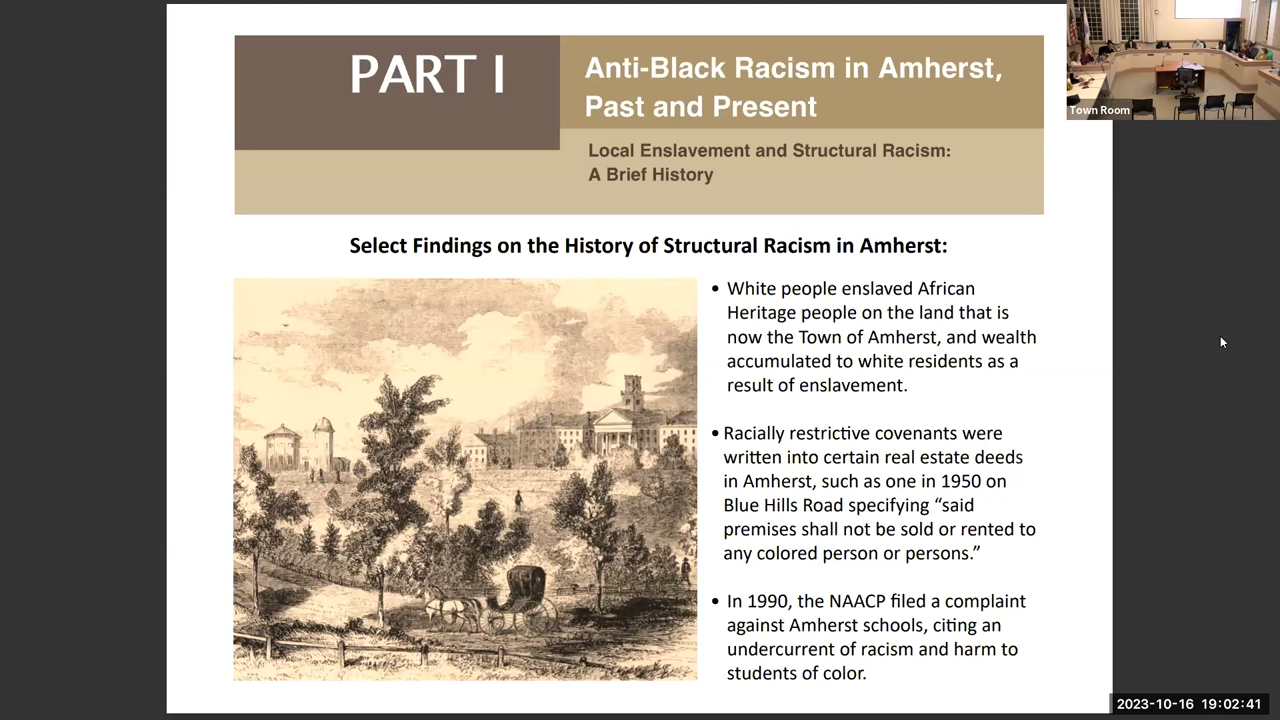 PART I
Anti-Black Racism in Amherst,
Past and Present
Local Enslavement and Structural Racism:
A Brief History
Town Room
Select Findings on the History of Structural Racism in Amherst:
• White people enslaved African
Heritage people on the land that is
now the Town of Amherst, and wealth
accumulated to white residents as a
result of enslavement.
• Racially restrictive covenants were
written into certain real estate deeds
in Amherst, such as one in 1950 on
Blue Hills Road specifying “said
premises shall not be sold or rented to
any colored person or persons.”
• In 1990, the NAACP filed a complaint
against Amherst schools, citing an
undercurrent of racism and harm to
students of color.
2023-10-16 19:02:41